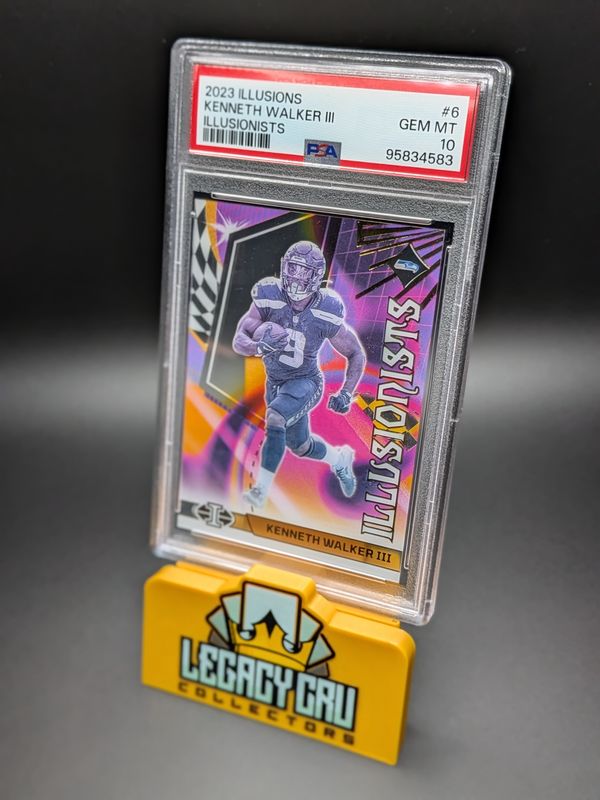 2023 ILLUSIONS
KENNETH WALKER III
ILLUSIONISTS
#6
GEM MT
10
95834583
PSA
ILLUSIONISTS
9
I
KENNETH WALKER III
LEGACY CRU
COLLECTORS